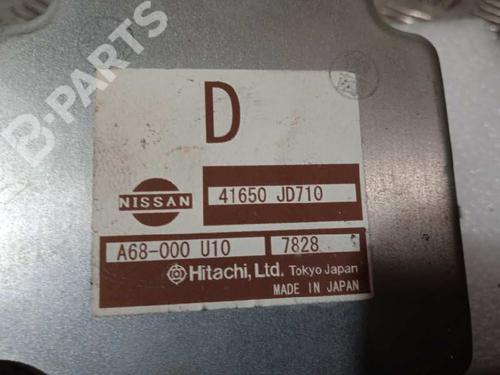 B-PARTS
D
NISSAN
41650 JD710
A68-000 U10
7828
Hitachi, Ltd. Tokyo Japan
MADE IN JAPAN